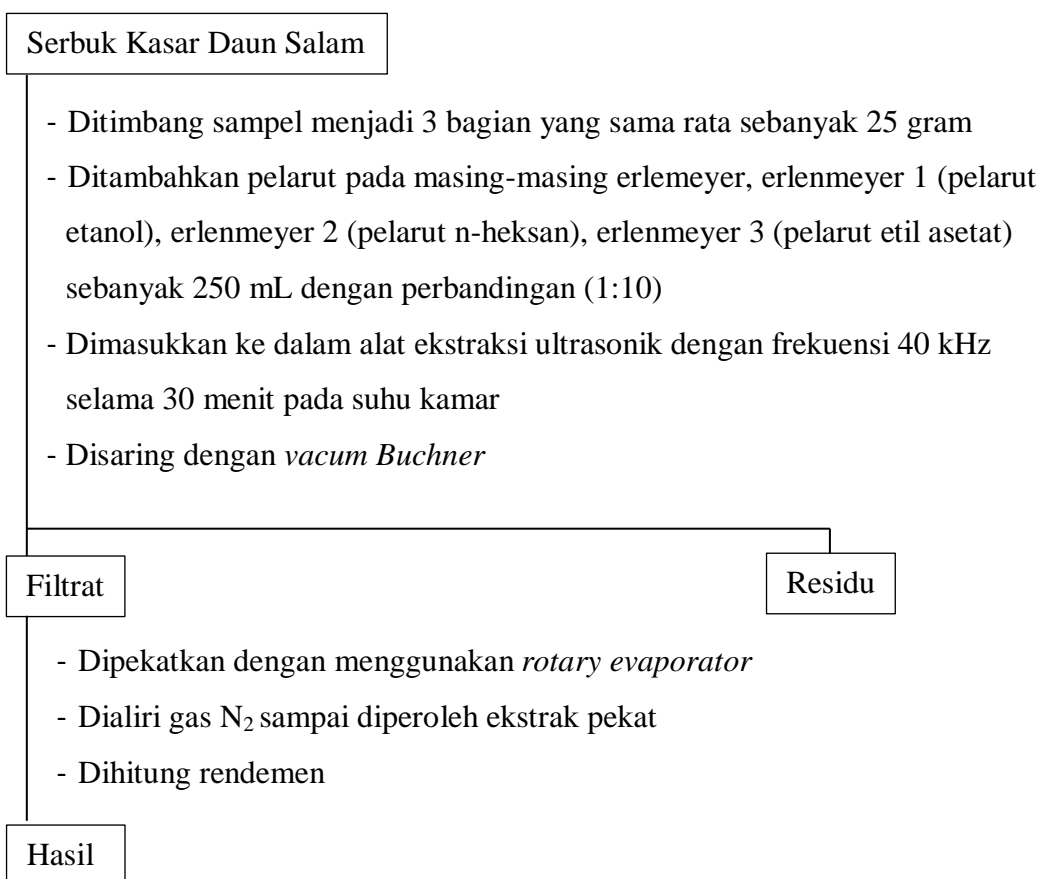 Serbuk Kasar Daun Salam
- Ditimbang sampel menjadi 3 bagian yang sama rata sebanyak 25 gram
- Ditambahkan pelarut pada masing-masing erlemeyer, erlenmeyer 1 (pelarut
etanol), erlenmeyer 2 (pelarut n-heksan), erlenmeyer 3 (pelarut etil asetat)
sebanyak 250 mL dengan perbandingan (1:10)
- Dimasukkan ke dalam alat ekstraksi ultrasonik dengan frekuensi 40 kHz
selama 30 menit pada suhu kamar
- Disaring dengan vacum Buchner
Filtrat
Residu
- Dipekatkan dengan menggunakan rotary evaporator
- Dialiri gas N₂ sampai diperoleh ekstrak pekat
- Dihitung rendemen
Hasil